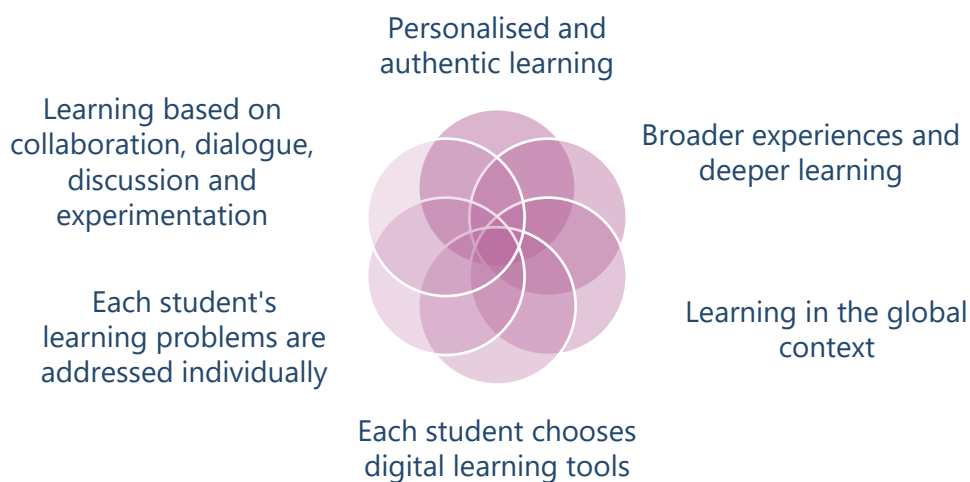 Personalised and
authentic learning
Learning based on
collaboration, dialogue,
discussion and
experimentation
Broader experiences and
deeper learning
Each student's
learning problems are
addressed individually
Learning in the global
context
Each student chooses
digital learning tools